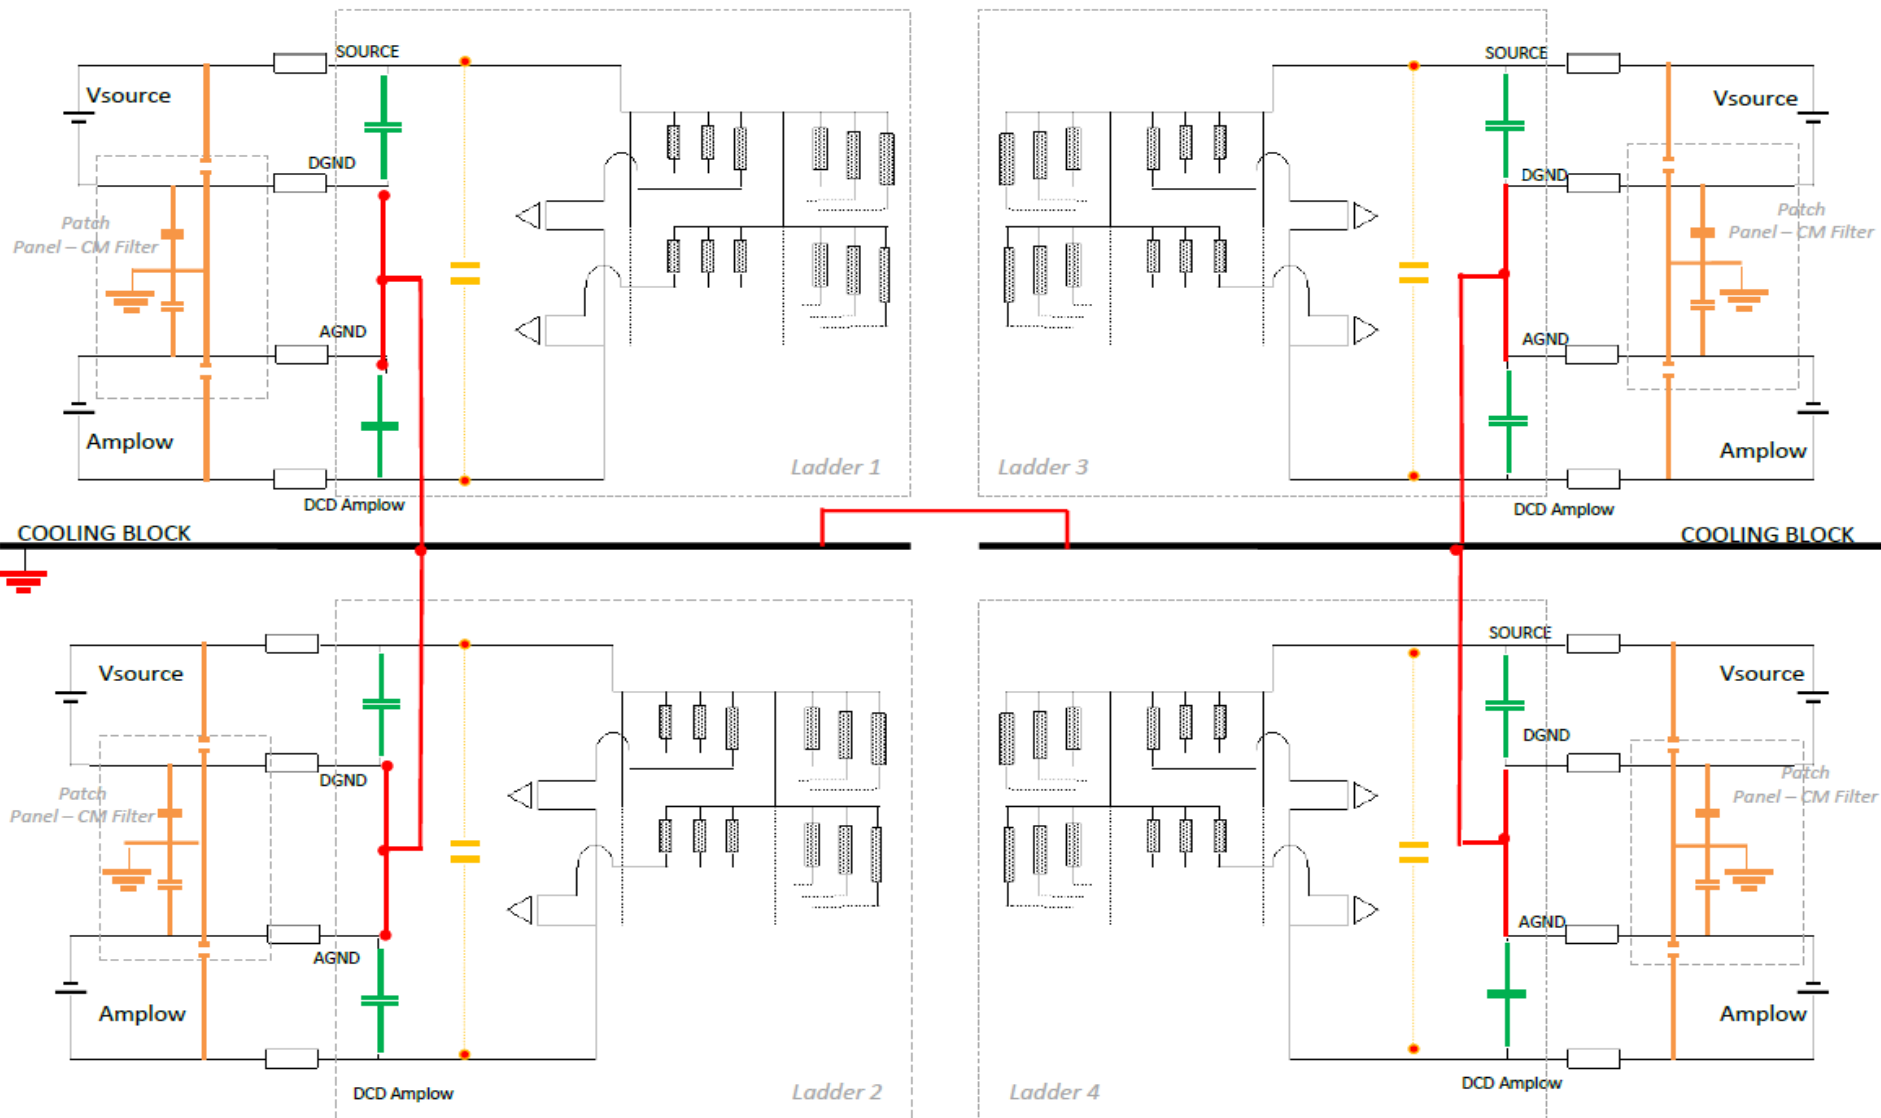 SOURCE
Vsource
DGND
Patch
Panel – CM Filter
AGND
Amplow
DCD Amplow
Ladder 1
SOURCE
Vsource
DGND
Patch
Panel – CM Filter
AGND
Amplow
DCD Amplow
Ladder 3
COOLING BLOCK
COOLING BLOCK
Vsource
DGND
Patch
Panel – CM Filter
AGND
Amplow
DCD Amplow
Ladder 2
SOURCE
Vsource
DGND
Patch
Panel – CM Filter
AGND
Amplow
DCD Amplow
Ladder 4